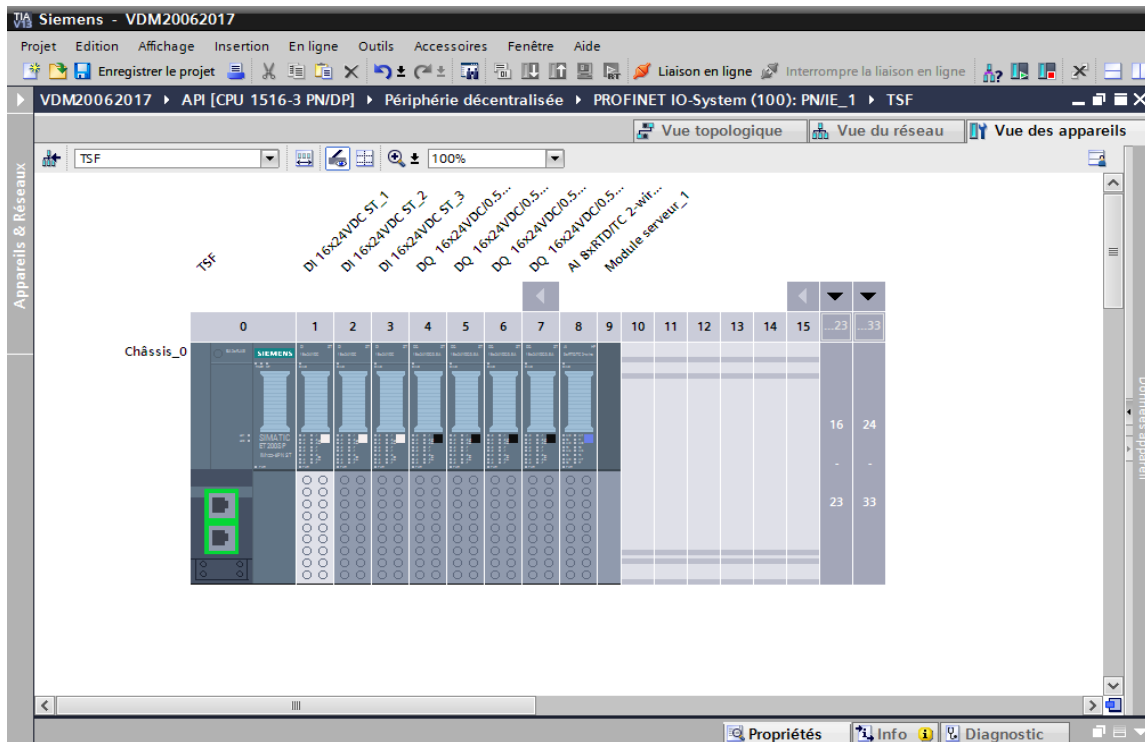 Siemens - VDM20062017
Projet Edition Affichage Insertion En ligne Outils Accessoires Fenêtre Aide
Enregistrer le projet Liaison en ligne Interrompre la liaison en ligne
VDM20062017 API [CPU 1516-3 PN/DP] Périphérie décentralisée PROFINET IO-System (100): PN/IE_1 TSF
Vue topologique Vue du réseau Vue des appareils
TSF 100%
Appareils & Réseaux
TSF
DI 16x24VDC ST_1
DI 16x24VDC ST_2
DI 16x24VDC ST_3
DQ 16x24VDC/0.5...
DQ 16x24VDC/0.5...
DQ 16x24VDC/0.5...
DQ 16x24VDC/0.5...
AI 8xRTD/TC 2-wir...
Module serveur_1
0 1 2 3 4 5 6 7 8 9 10 11 12 13 14 15 ...23 ...33
Châssis_0
SIEMENS
SIMATIC
ET 200SP
16 24
- -
23 33
Données appareil
Propriétés Info Diagnostic